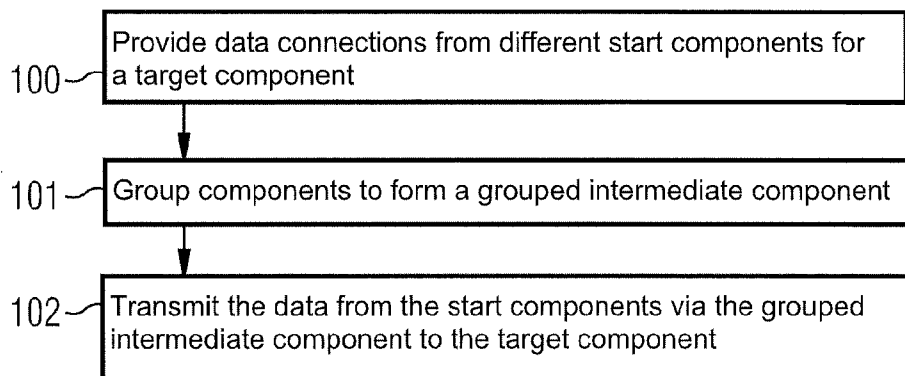 Provide data connections from different start components for
100 a target component
101 Group components to form a grouped intermediate component
102 Transmit the data from the start components via the grouped
intermediate component to the target component